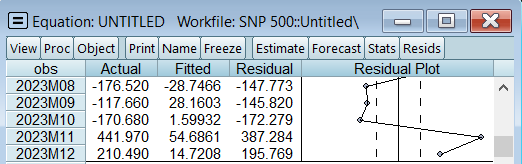 Equation: UNTITLED Workfile: SNP 500::Untitled\
View Proc Object Print Name Freeze Estimate Forecast Stats Resids
obs Actual Fitted Residual Residual Plot
2023M08 -176.520 -28.7466 -147.773
2023M09 -117.660 28.1603 -145.820
2023M10 -170.680 1.59932 -172.279
2023M11 441.970 54.6861 387.284
2023M12 210.490 14.7208 195.769